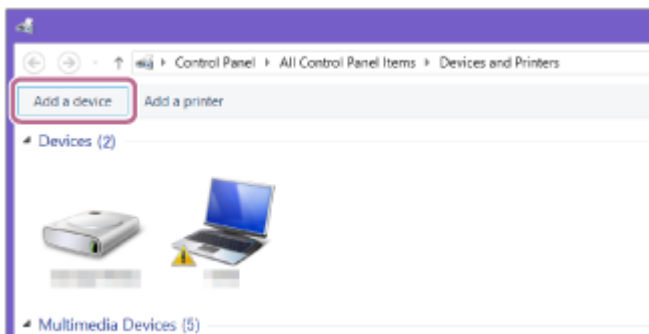 Control Panel ▸ All Control Panel Items ▸ Devices and Printers
Add a device Add a printer
Devices (2)
Multimedia Devices (5)